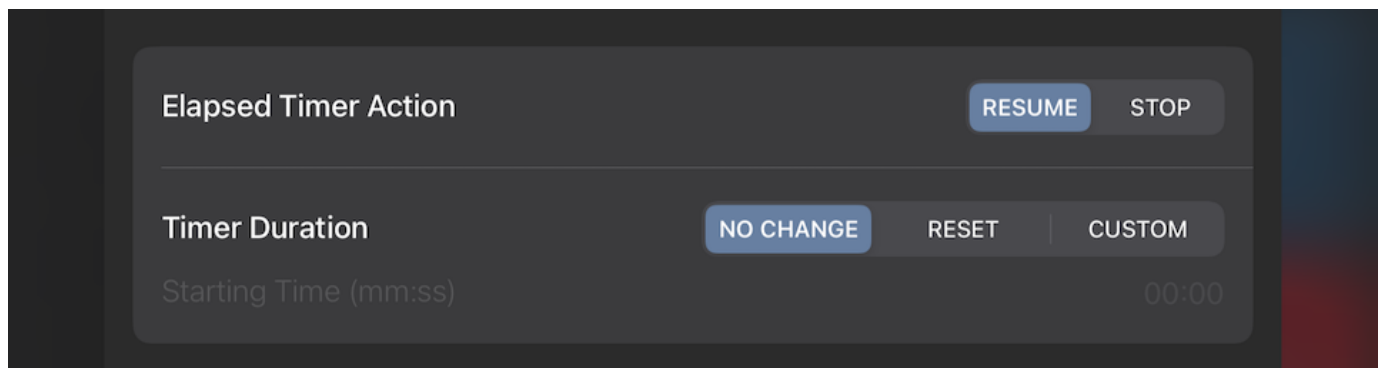 Elapsed Timer Action RESUME STOP
Timer Duration NO CHANGE RESET CUSTOM
Starting Time (mm:ss) 00:00